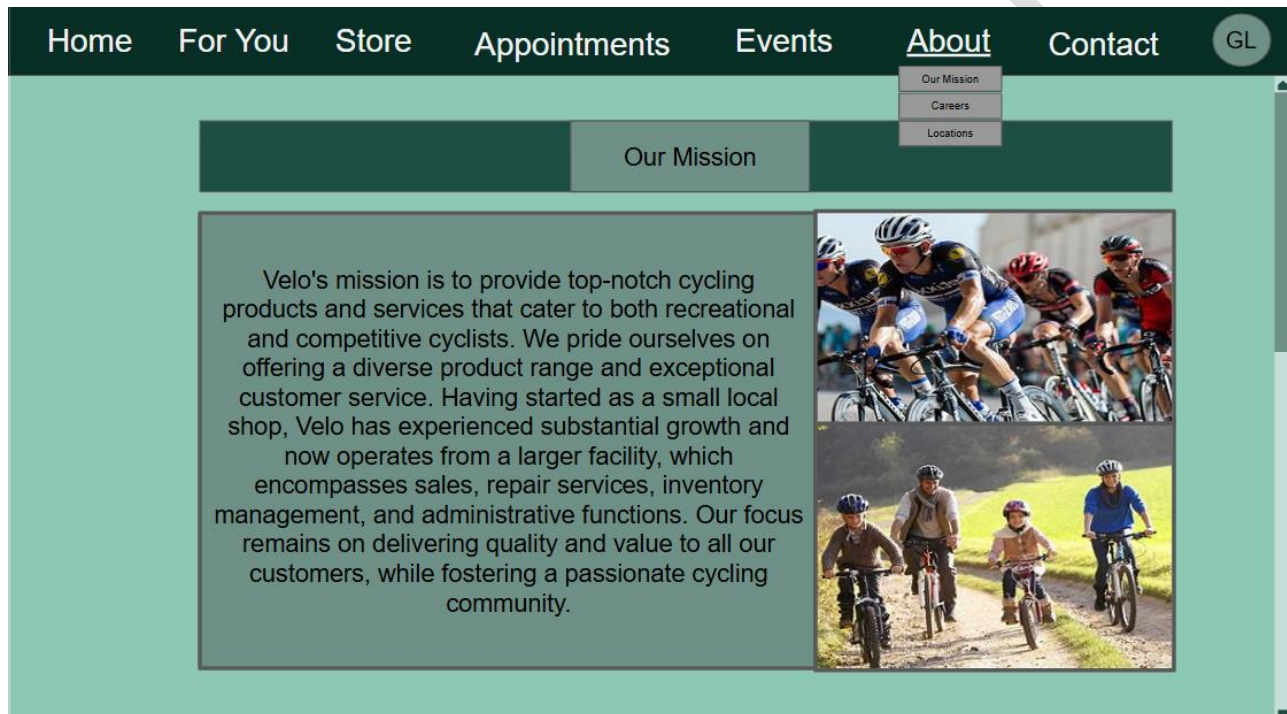 Home For You Store Appointments Events About Contact GL
Our Mission
Careers
Locations
Our Mission
Velo's mission is to provide top-notch cycling
products and services that cater to both recreational
and competitive cyclists. We pride ourselves on
offering a diverse product range and exceptional
customer service. Having started as a small local
shop, Velo has experienced substantial growth and
now operates from a larger facility, which
encompasses sales, repair services, inventory
management, and administrative functions. Our focus
remains on delivering quality and value to all our
customers, while fostering a passionate cycling
community.